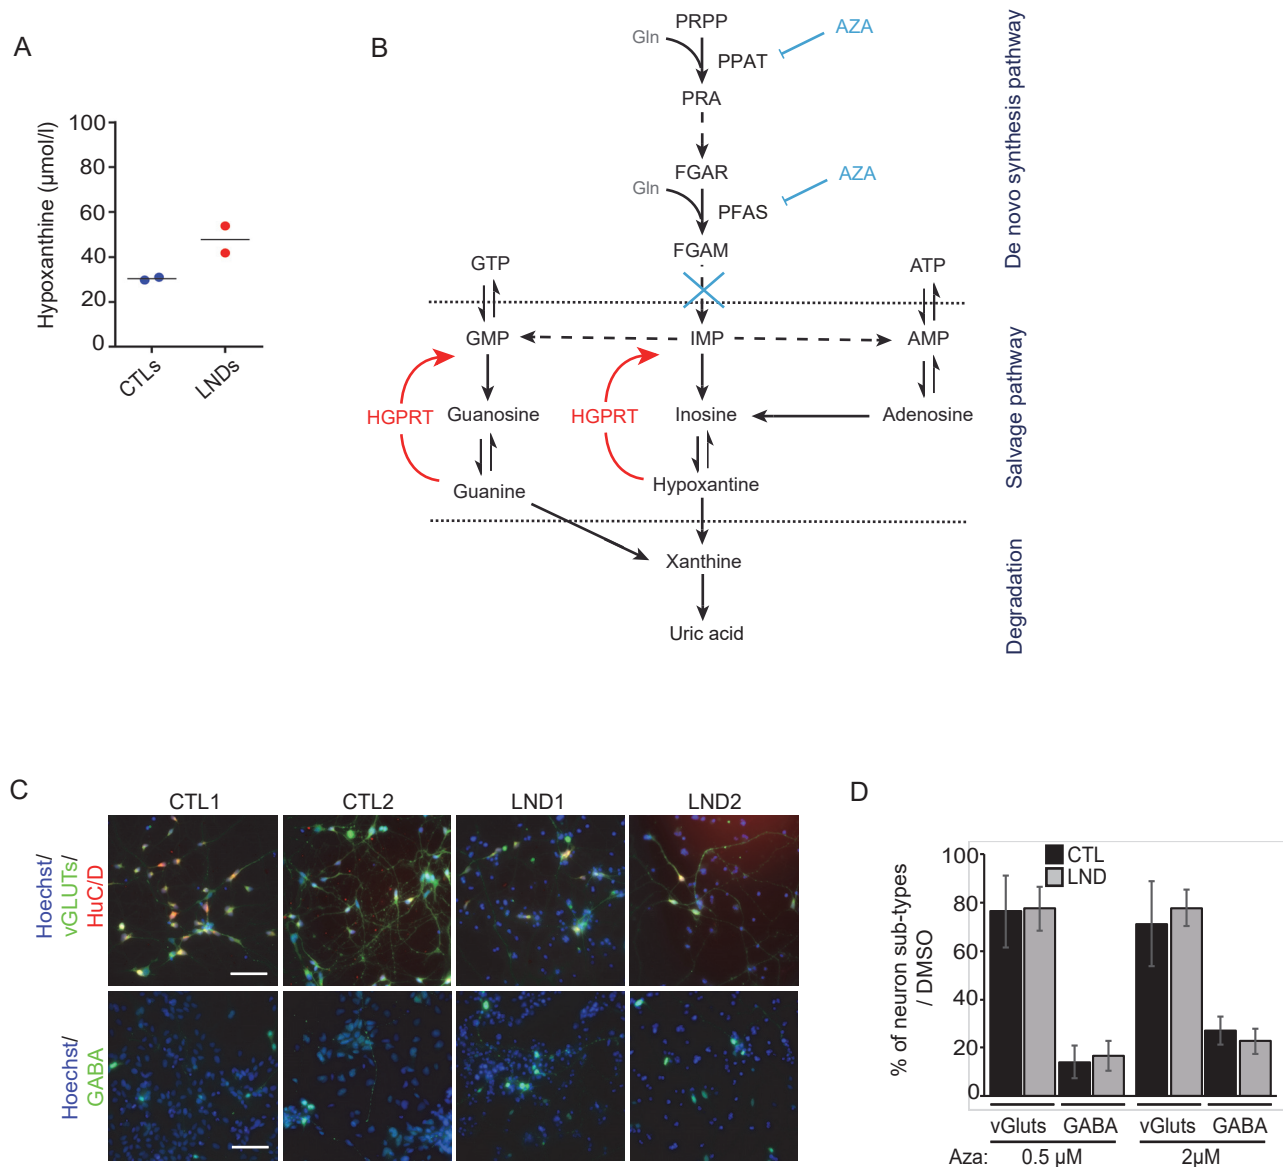 A
Hypoxanthine (µmol/l)
100
80
60
40
20
0
CTLs
LNDs
B
PRPP
Gln
AZA
PPAT
PRA
FGAR
Gln
AZA
PFAS
FGAM
GTP
ATP
GMP
IMP
AMP
HGPRT
Guanosine
HGPRT
Inosine
Adenosine
Guanine
Hypoxantine
Xanthine
Uric acid
De novo synthesis pathway
Salvage pathway
Degradation
C
CTL1
CTL2
LND1
LND2
Hoechst/
vGLUTs/
HuC/D
Hoechst/
GABA
D
% of neuron sub-types
/ DMSO
100
80
60
40
20
0
CTL
LND
vGluts
GABA
vGluts
GABA
Aza:
0.5 µM
2µM